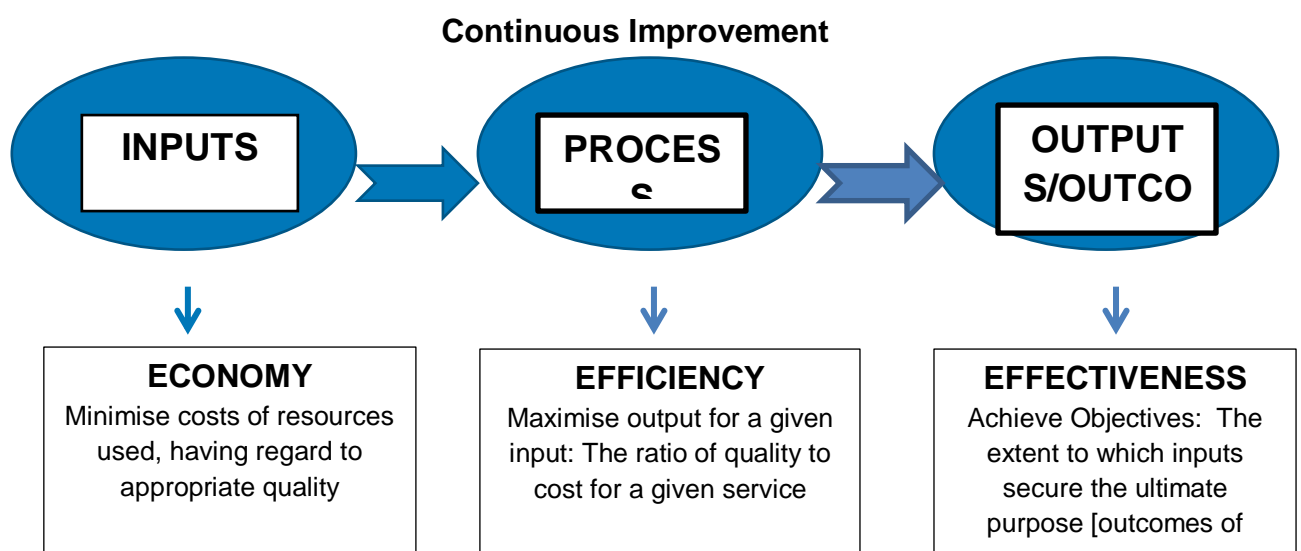 Continuous Improvement
INPUTS
PROCES
S
OUTPUT
S/OUTCO
ECONOMY
Minimise costs of resources
used, having regard to
appropriate quality
EFFICIENCY
Maximise output for a given
input: The ratio of quality to
cost for a given service
EFFECTIVENESS
Achieve Objectives:  The
extent to which inputs
secure the ultimate
purpose [outcomes of